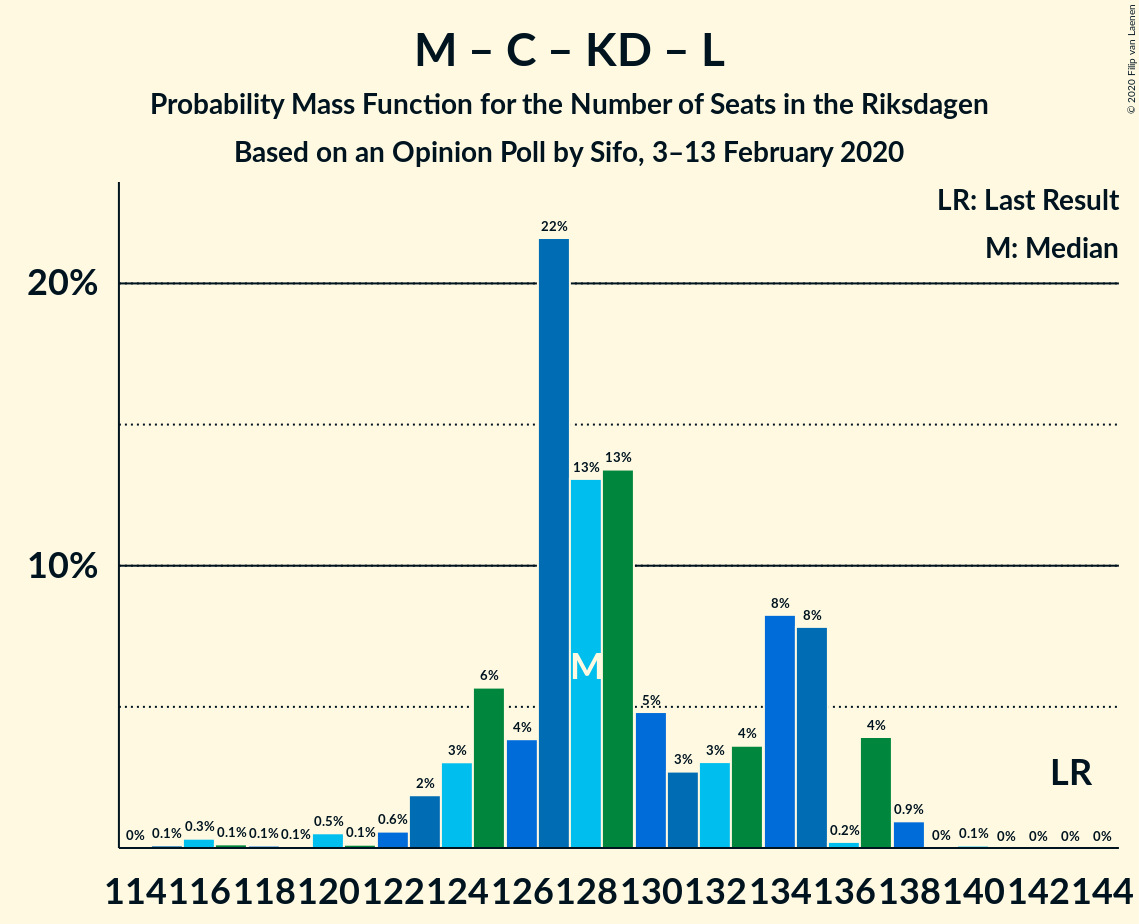 M – C – KD – L
Probability Mass Function for the Number of Seats in the Riksdagen
Based on an Opinion Poll by Sifo, 3–13 February 2020
© 2020 Filip van Laenen
LR: Last Result
M: Median
20%
10%
0% 0.1% 0.3% 0.1% 0.1% 0.1% 0.5% 0.1% 0.6% 2% 3% 6% 4% 22% 13% 13% 5% 3% 3% 4% 8% 8% 0.2% 4% 0.9% 0% 0.1% 0% 0% 0% 0%
M
LR
114 116 118 120 122 124 126 128 130 132 134 136 138 140 142 144